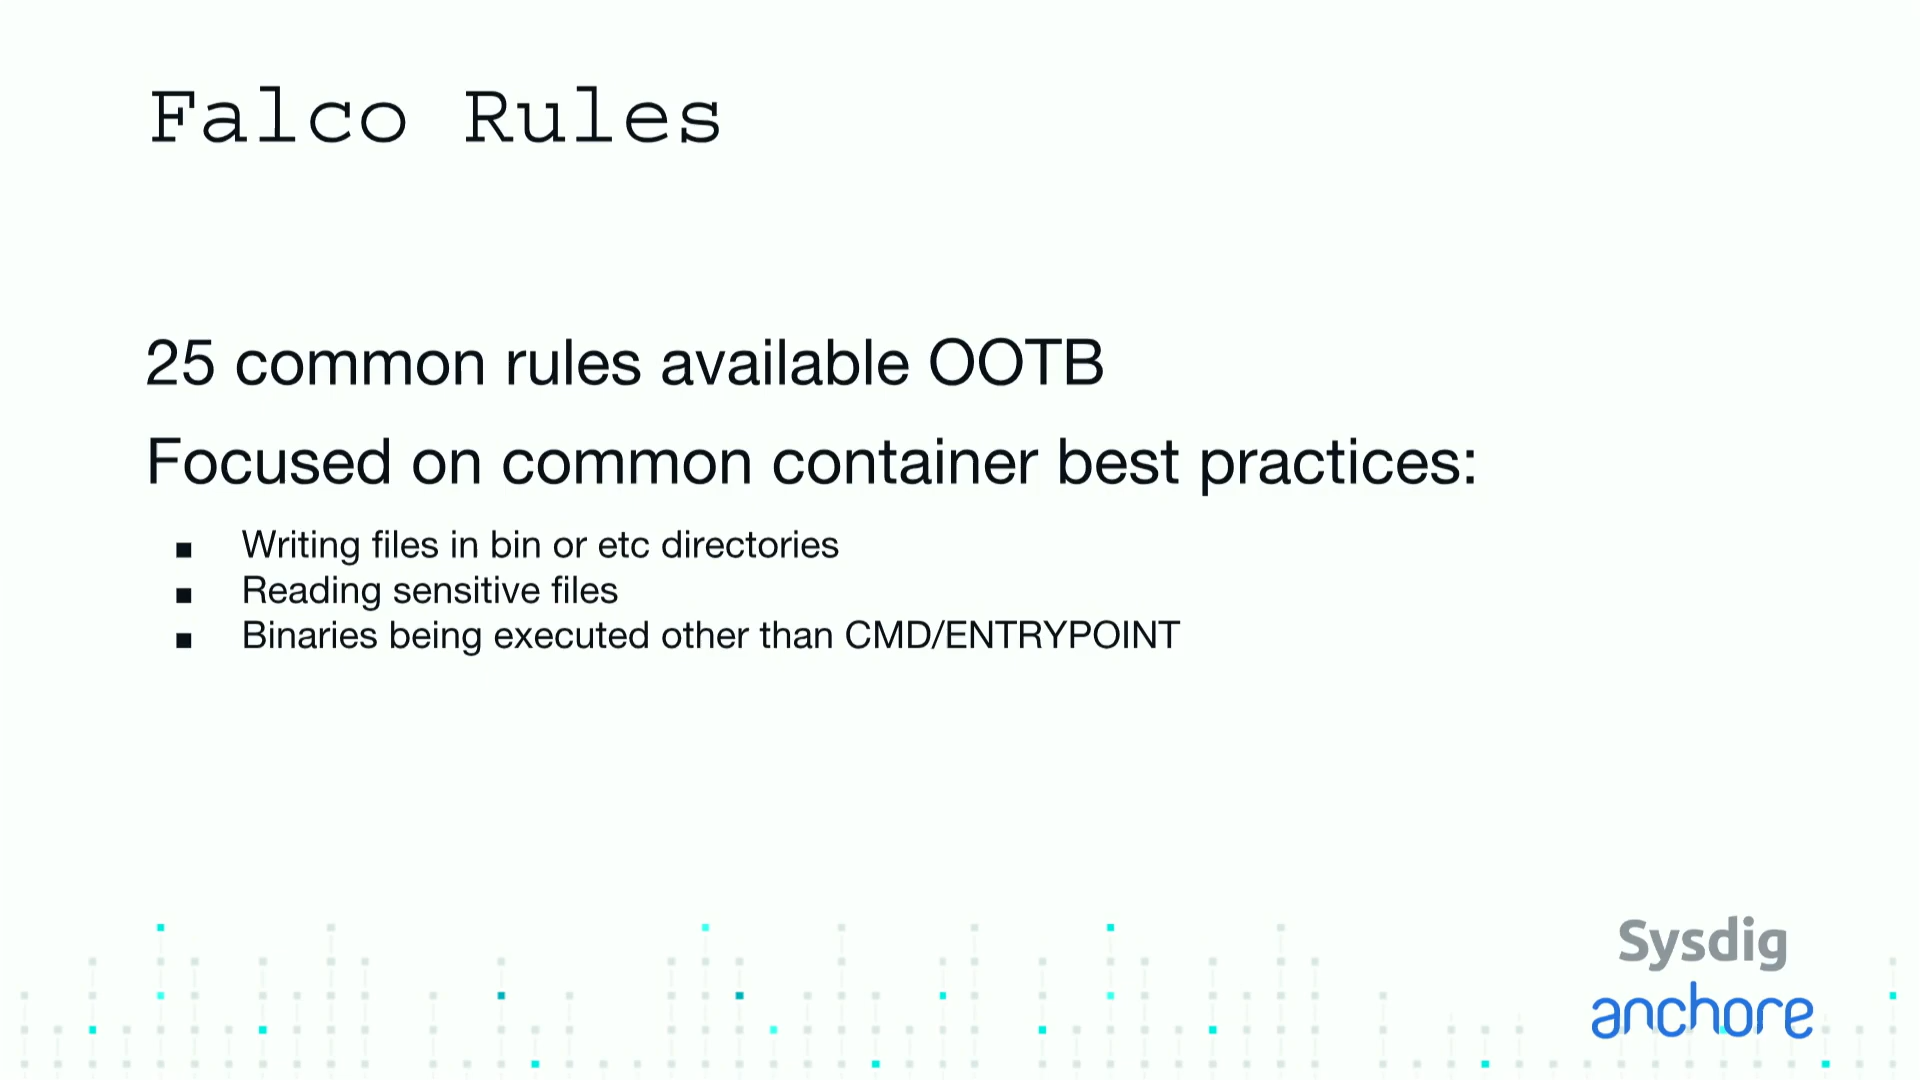 Falco Rules
25 common rules available OOTB
Focused on common container best practices:
■ Writing files in bin or etc directories
■ Reading sensitive files
■ Binaries being executed other than CMD/ENTRYPOINT
Sysdig
anchore